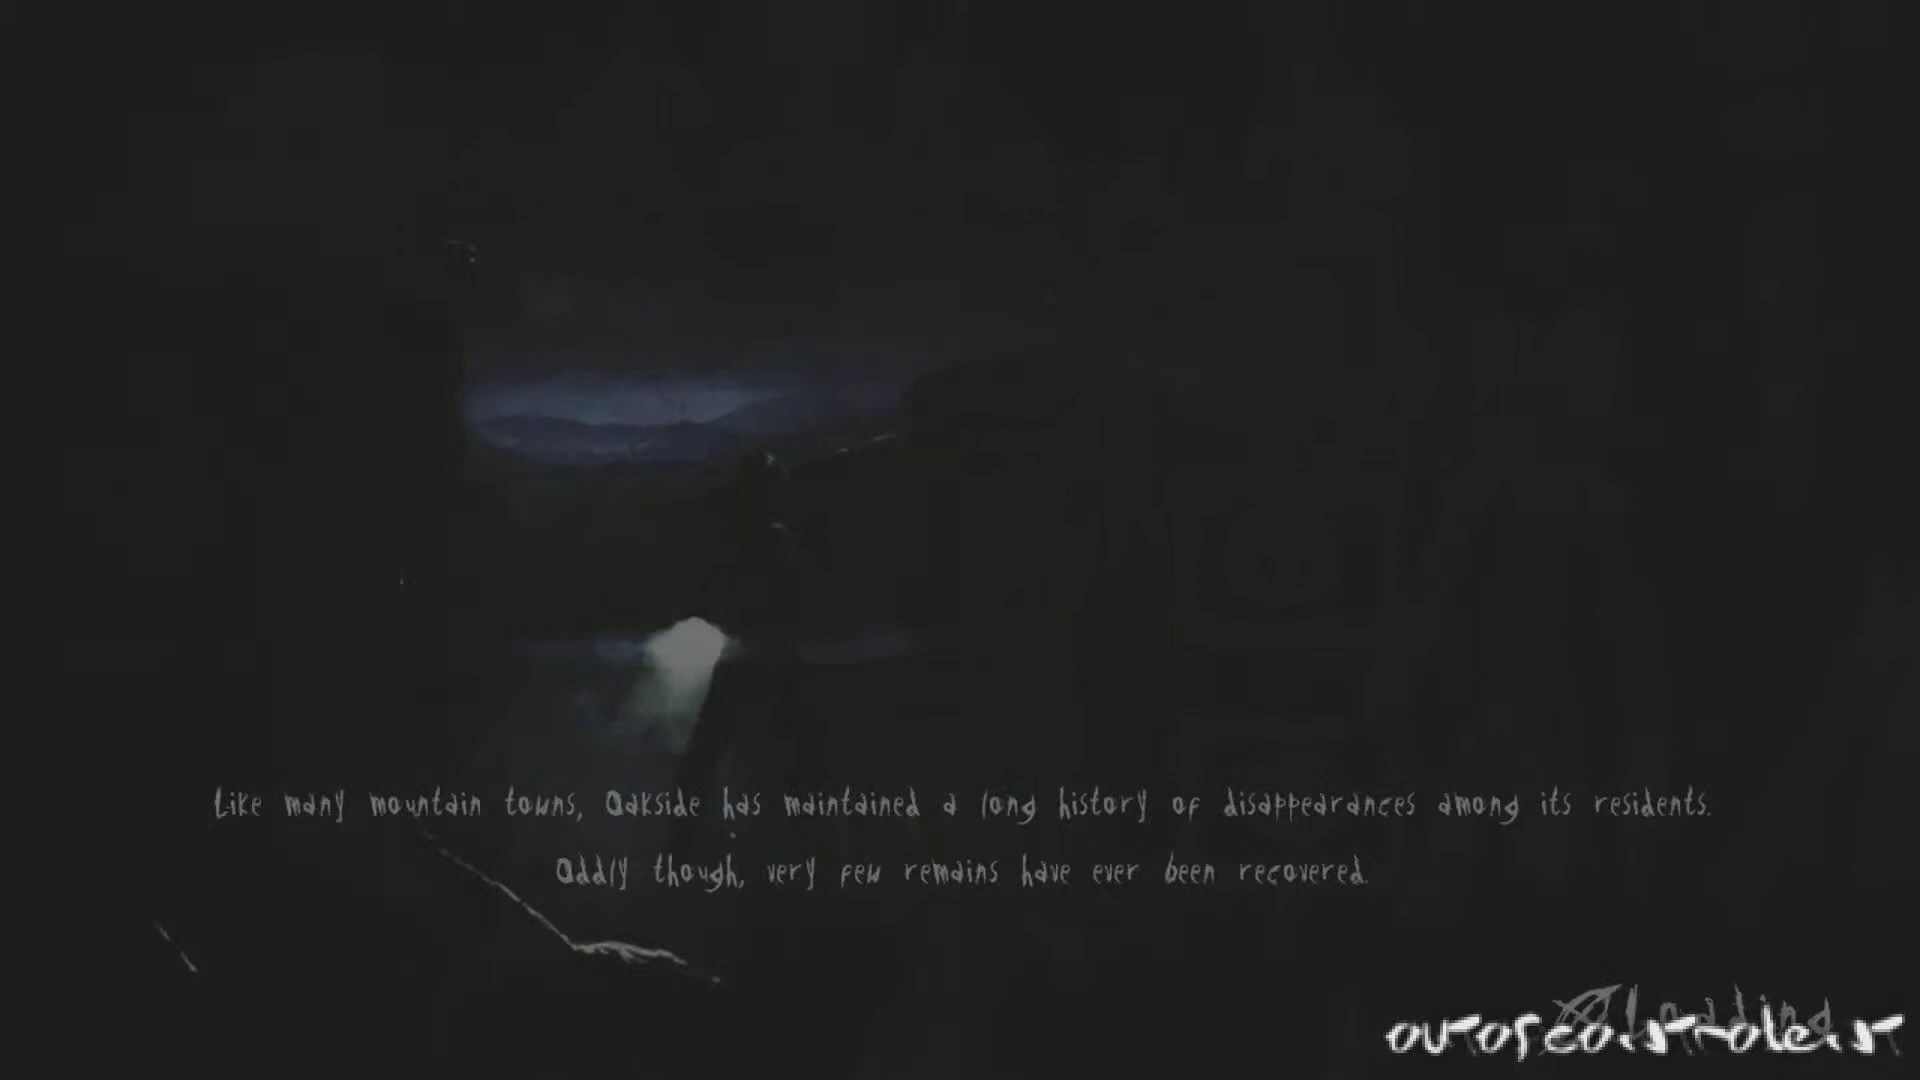 Like many mountain towns, Oakside has maintained a long history of disappearances among its residents.
Oddly though, very few remains have ever been recovered.
Loading